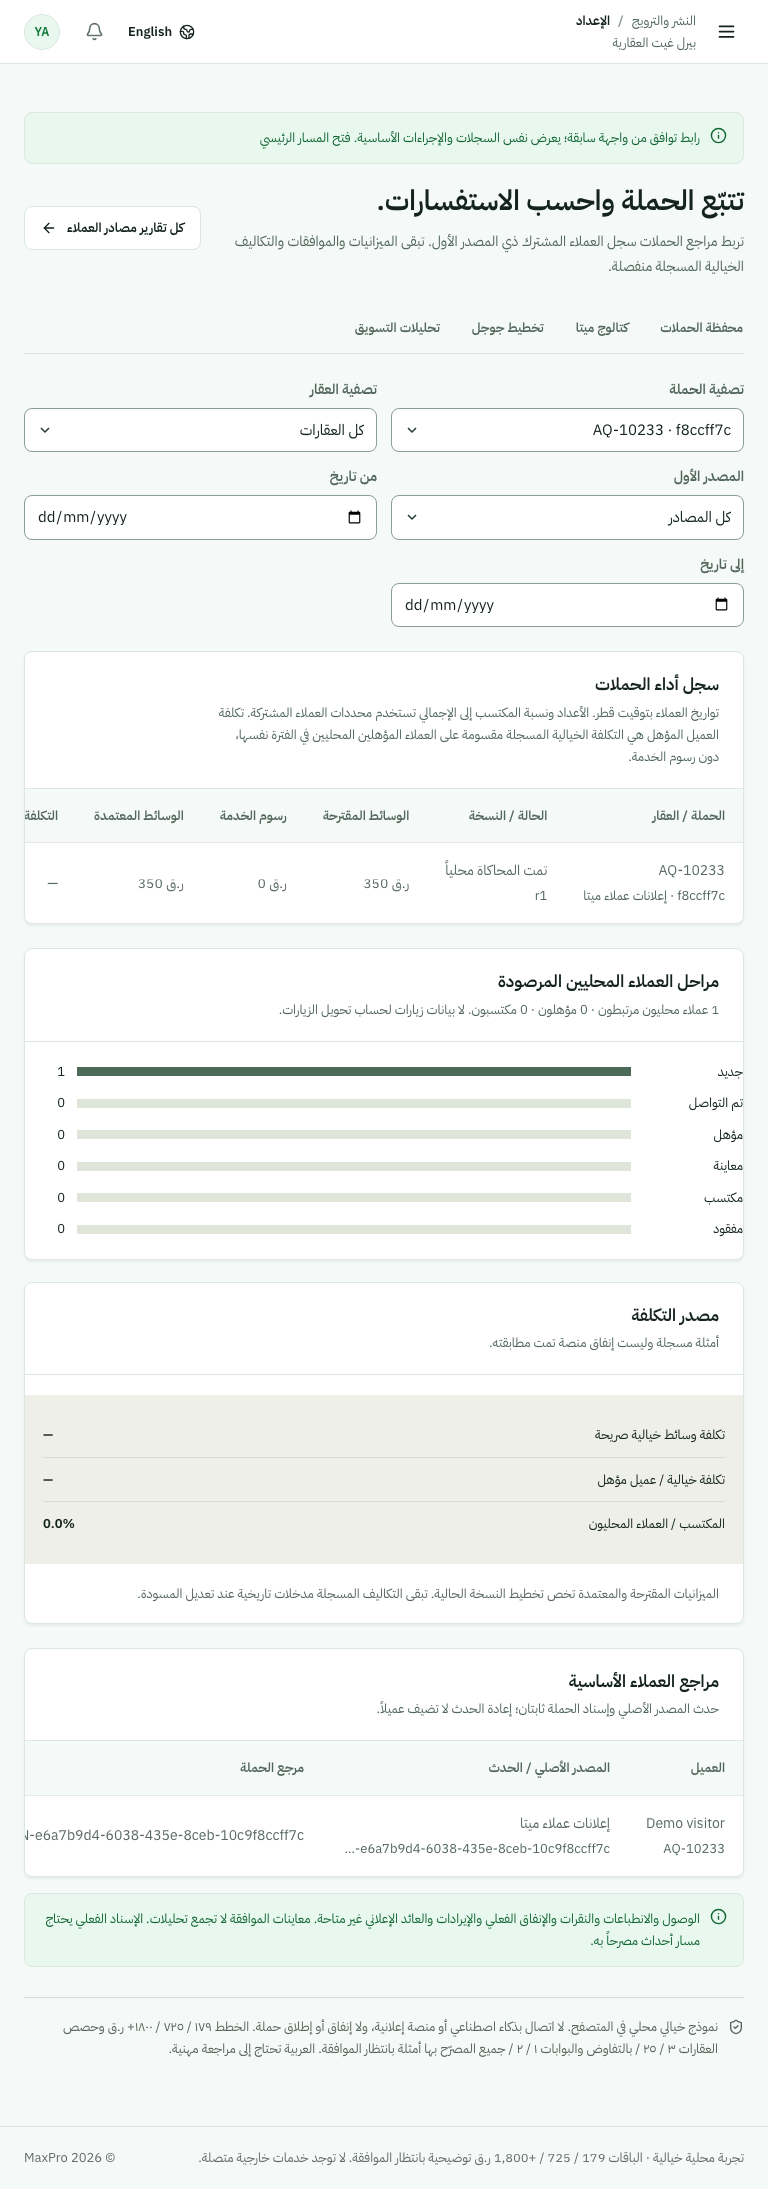 النشر والترويج / الإعداد
بيرل غيت العقارية
English
YA
رابط توافق من واجهة سابقة؛ يعرض نفس السجلات والإجراءات الأساسية. فتح المسار الرئيسي
تتبّع الحملة واحسب الاستفسارات.
تربط مراجع الحملات سجل العملاء المشترك ذي المصدر الأول. تبقى الميزانيات والموافقات والتكاليف
الخيالية المسجلة منفصلة.
كل تقارير مصادر العملاء
محفظة الحملات
كتالوج ميتا
تخطيط جوجل
تحليلات التسويق
تصفية الحملة
تصفية العقار
AQ-10233 · f8ccff7c
كل العقارات
المصدر الأول
من تاريخ
كل المصادر
dd/mm/yyyy
إلى تاريخ
dd/mm/yyyy
سجل أداء الحملات
تواريخ العملاء بتوقيت قطر. الأعداد ونسبة المكتسب إلى الإجمالي تستخدم محددات العملاء المشتركة. تكلفة
العميل المؤهل هي التكلفة الخيالية المسجلة مقسومة على العملاء المؤهلين المحليين في الفترة نفسها،
دون رسوم الخدمة.
الحملة / العقار
الحالة / النسخة
الوسائط المقترحة
رسوم الخدمة
الوسائط المعتمدة
التكلفة
AQ-10233
f8ccff7c · إعلانات عملاء ميتا
تمت المحاكاة محلياً
r1
ر.ق 350
ر.ق 0
ر.ق 350
—
مراحل العملاء المحليين المرصودة
1 عملاء محليون مرتبطون · 0 مؤهلون · 0 مكتسبون. لا بيانات زيارات لحساب تحويل الزيارات.
جديد 1
تم التواصل 0
مؤهل 0
معاينة 0
مكتسب 0
مفقود 0
مصدر التكلفة
أمثلة مسجلة وليست إنفاق منصة تمت مطابقته.
تكلفة وسائط خيالية صريحة —
تكلفة خيالية / عميل مؤهل —
المكتسب / العملاء المحليون 0.0%
الميزانيات المقترحة والمعتمدة تخص تخطيط النسخة الحالية. تبقى التكاليف المسجلة مدخلات تاريخية عند تعديل المسودة.
مراجع العملاء الأساسية
حدث المصدر الأصلي وإسناد الحملة ثابتان؛ إعادة الحدث لا تضيف عميلاً.
العميل
المصدر الأصلي / الحدث
مرجع الحملة
Demo visitor
AQ-10233
إعلانات عملاء ميتا
…-e6a7b9d4-6038-435e-8ceb-10c9f8ccff7c
-e6a7b9d4-6038-435e-8ceb-10c9f8ccff7c
الوصول والانطباعات والنقرات والإنفاق الفعلي والإيرادات والعائد الإعلاني غير متاحة. معاينات الموافقة لا تجمع تحليلات. الإسناد الفعلي يحتاج
مسار أحداث مصرحاً به.
نموذج خيالي محلي في المتصفح. لا اتصال بذكاء اصطناعي أو منصة إعلانية، ولا إنفاق أو إطلاق حملة. الخطط ١٧٩ / ٧٢٥ / ١٨٠٠+ ر.ق وحصص
العقارات ٣ / ٢٥ / بالتفاوض والبوابات ١ / ٢ / جميع المصرّح بها أمثلة بانتظار الموافقة. العربية تحتاج إلى مراجعة مهنية.
تجربة محلية خيالية · الباقات 179 / 725 / +1,800 ر.ق توضيحية بانتظار الموافقة. لا توجد خدمات خارجية متصلة.
© 2026 MaxPro